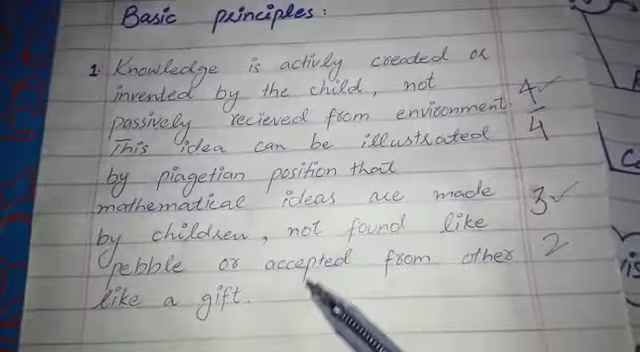 Basic principles:
1. Knowledge is activly created or
invented by the child, not
passively recieved from environment.
This idea can be illustrated
by piagetian position that
mathematical ideas are made
by children, not found like
pebble or accepted from other
like a gift.
4
4
3
2